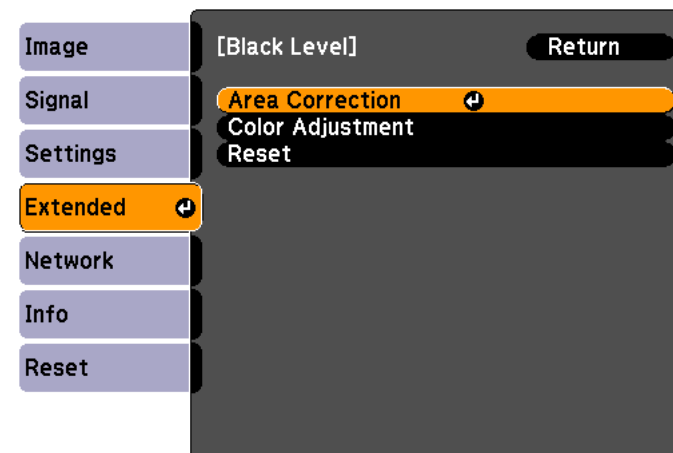 Image
Signal
Settings
Extended
Network
Info
Reset
[Black Level]
Return
Area Correction
Color Adjustment
Reset